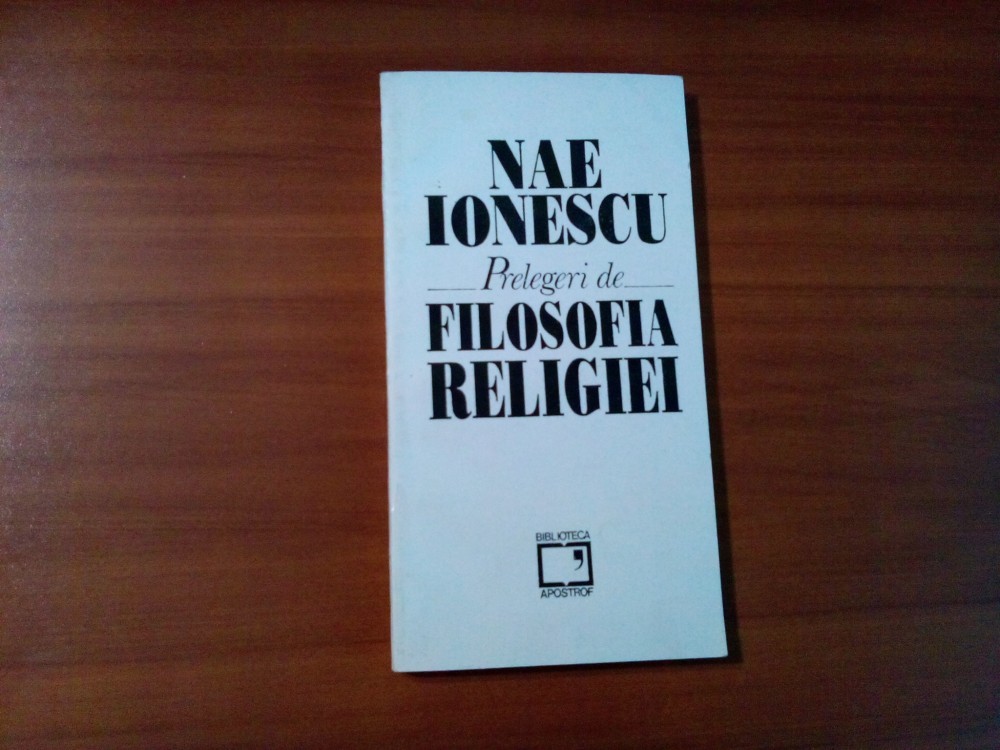 NAE
IONESCU
Prelegeri de
FILOSOFIA
RELIGIEI
BIBLIOTECA
APOSTROF